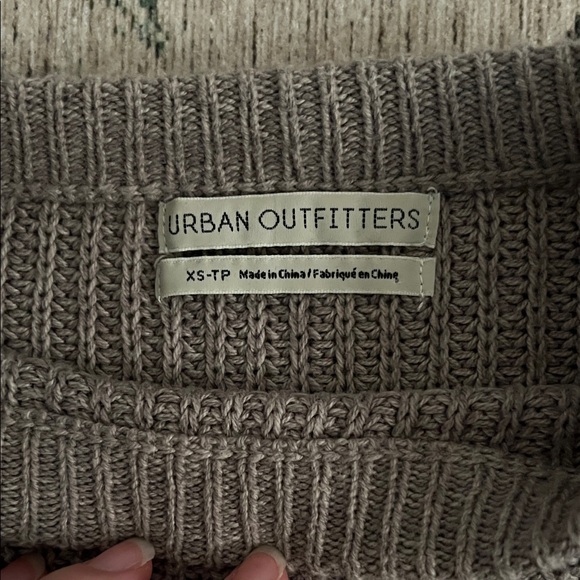 URBAN OUTFITTERS
XS-TP Made in China / Fabriqué en Chine